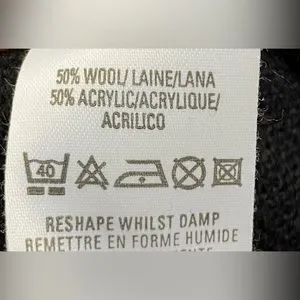 50% WOOL/ LAINE/LANA
50% ACRYLIC/ACRYLIQUE/
ACRILICO
40
RESHAPE WHILST DAMP
REMETTRE EN FORME HUMIDE